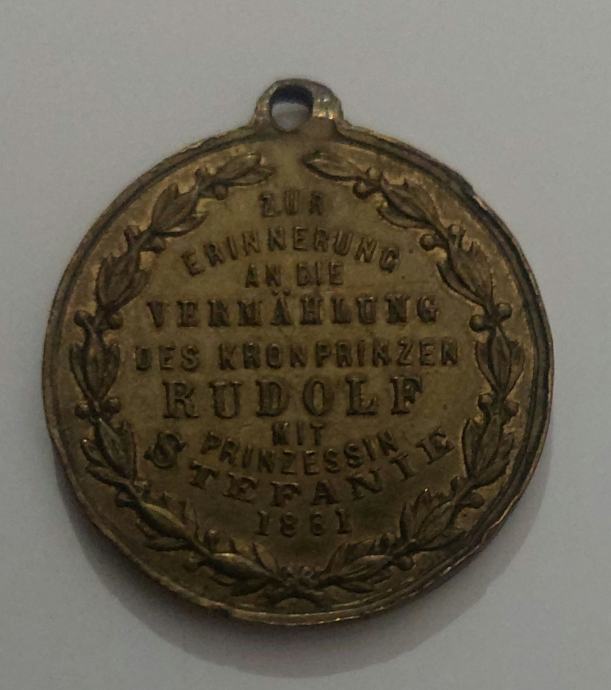 ZUR
ERINNERUNG
AN DIE
VERMÄHLUNG
DES KRONPRINZEN
RUDOLF
MIT
PRINZESSIN
STEFANIE
1881